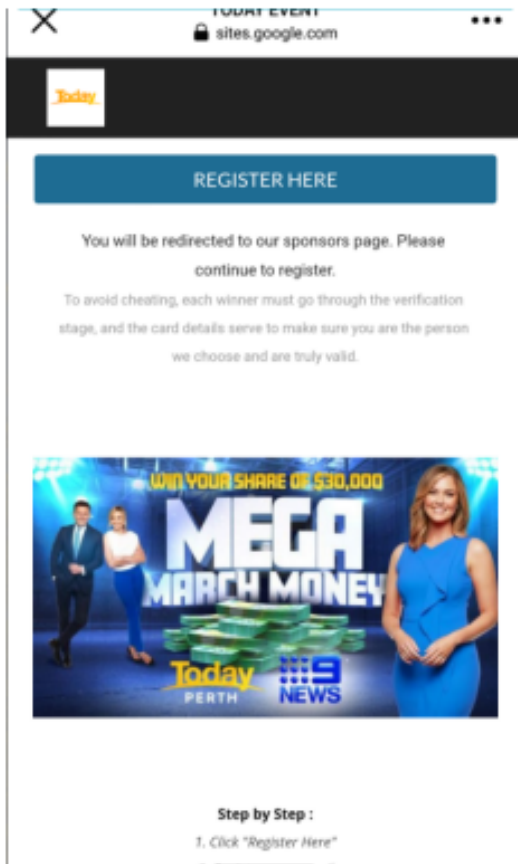 TODAY EVENT
sites.google.com
Today
REGISTER HERE
You will be redirected to our sponsors page. Please
continue to register.
To avoid cheating, each winner must go through the verification
stage, and the card details serve to make sure you are the person
we choose and are truly valid.
WIN YOUR SHARE OF $30,000
MEGA
MARCH MONEY
Today
PERTH
9
NEWS
Step by Step :
1. Click "Register Here"